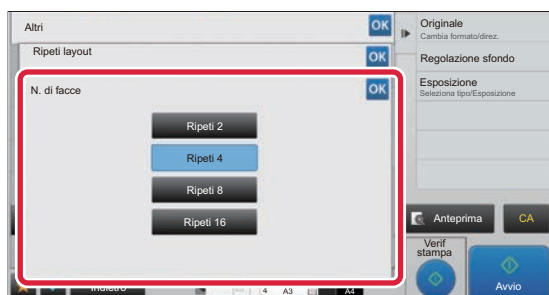 Altri
OK
Ripeti layout
OK
N. di facce
OK
Ripeti 2
Ripeti 4
Ripeti 8
Ripeti 16
Originale
Cambia formato/direz.
Regolazione sfondo
Esposizione
Seleziona tipo/Esposizione
Anteprima
CA
Verif
stampa
Avvio
Indietro
4 A3
A4